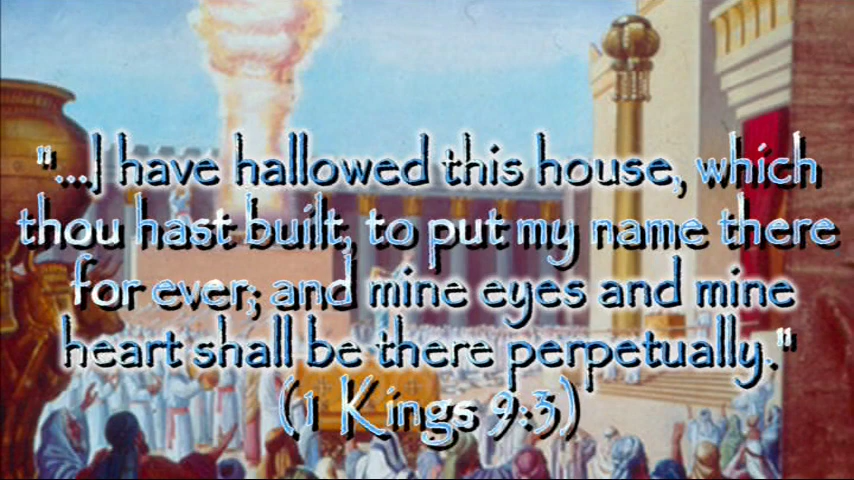 "...I have hallowed this house, which
thou hast built, to put my name there
for ever; and mine eyes and mine
heart shall be there perpetually."
(1 Kings 9:3)